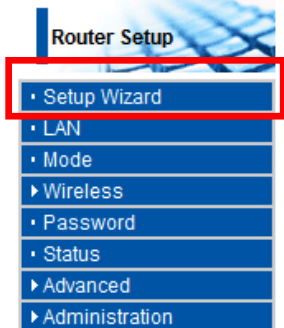 Router Setup
Setup Wizard
LAN
Mode
Wireless
Password
Status
Advanced
Administration